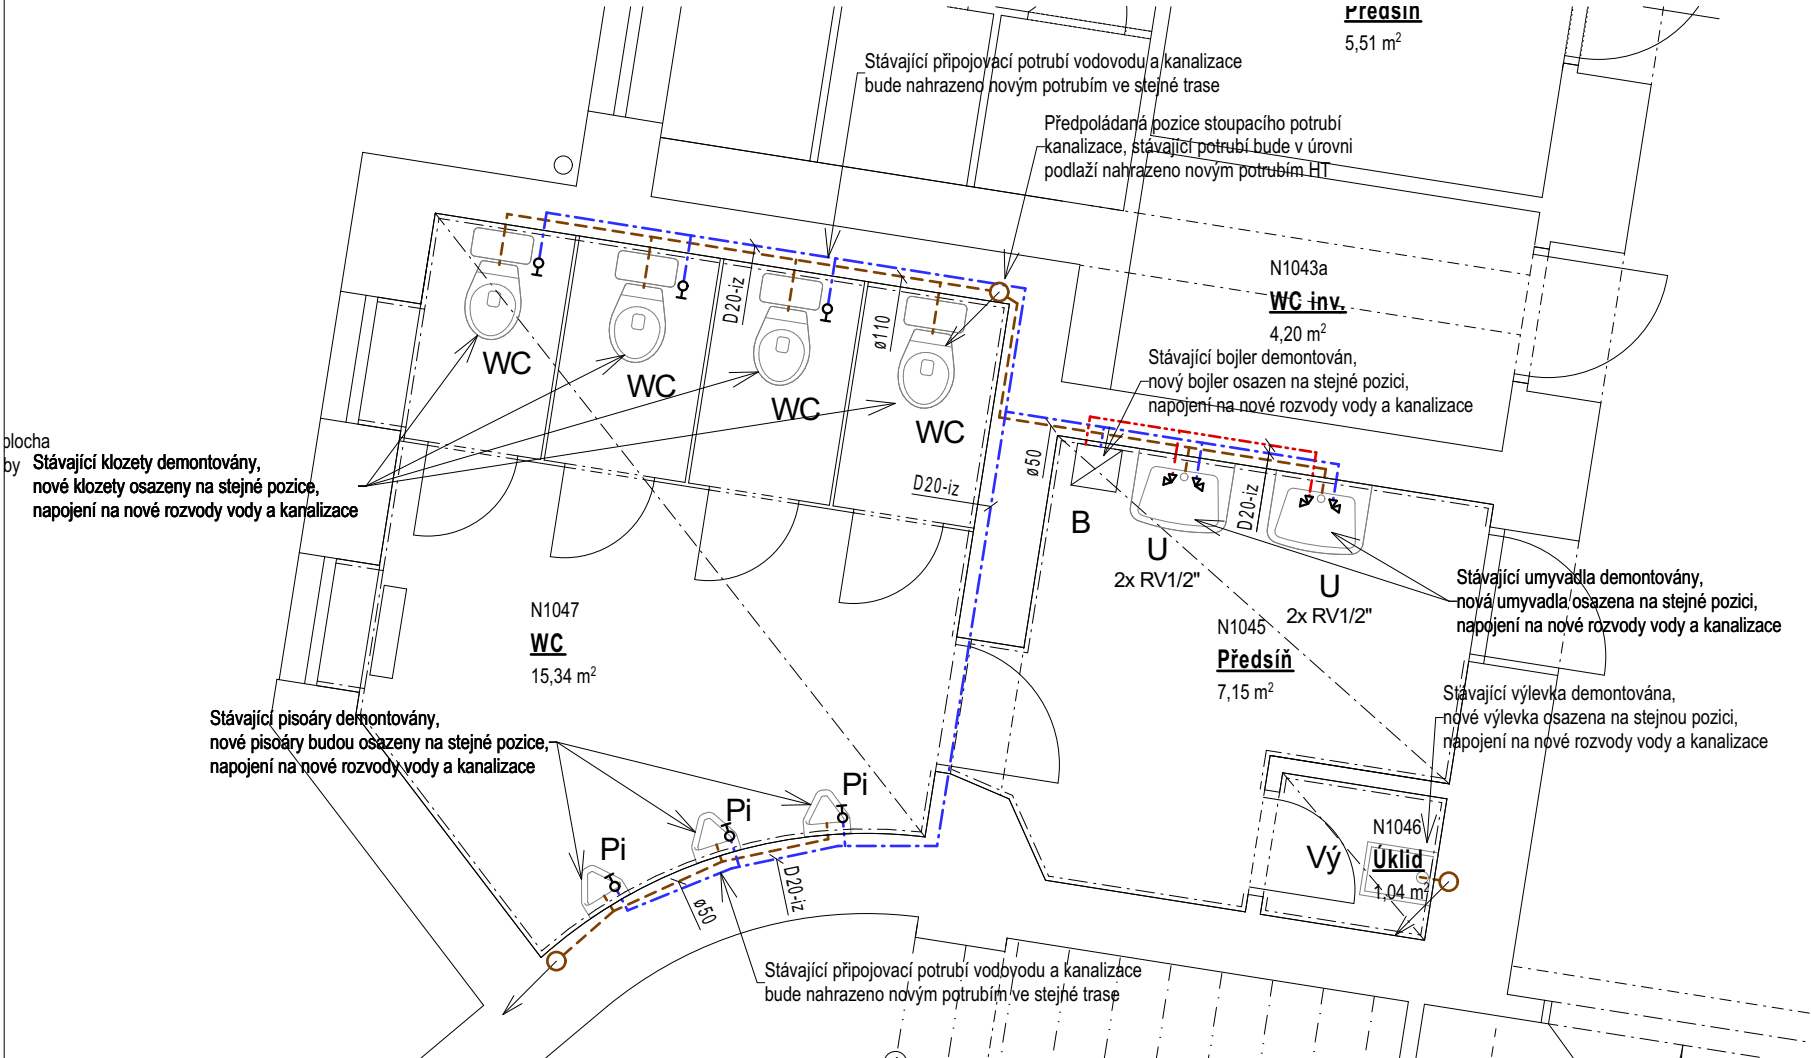 Předsíň
5,51 m²
Stávající připojovací potrubí vodovodu a kanalizace
bude nahrazeno novým potrubím ve stejné trase
Předpoládaná pozice stoupacího potrubí
kanalizace, stávající potrubí bude v úrovni
podlaží nahrazeno novým potrubím HT
N1043a
WC inv.
4,20 m²
Stávající bojler demontován,
nový bojler osazen na stejné pozici,
napojení na nové rozvody vody a kanalizace
D20-iz
ø110
WC
WC
WC
WC
plocha
by
Stávající klozety demontovány,
nové klozety osazeny na stejné pozice,
napojení na nové rozvody vody a kanalizace
D20-iz
ø50
D20-iz
B
U
2x RV1/2"
U
2x RV1/2"
Stávající umyvadla demontovány,
nová umyvadla osazena na stejné pozici,
napojení na nové rozvody vody a kanalizace
N1047
WC
15,34 m²
N1045
Předsíň
7,15 m²
Stávající výlevka demontována,
nové výlevka osazena na stejnou pozici,
napojení na nové rozvody vody a kanalizace
Stávající pisoáry demontovány,
nové pisoáry budou osazeny na stejné pozice,
napojení na nové rozvody vody a kanalizace
Pi
Pi
Pi
N1046
Úklid
1,04 m²
Vý
D20-iz
ø50
Stávající připojovací potrubí vodovodu a kanalizace
bude nahrazeno novým potrubím ve stejné trase